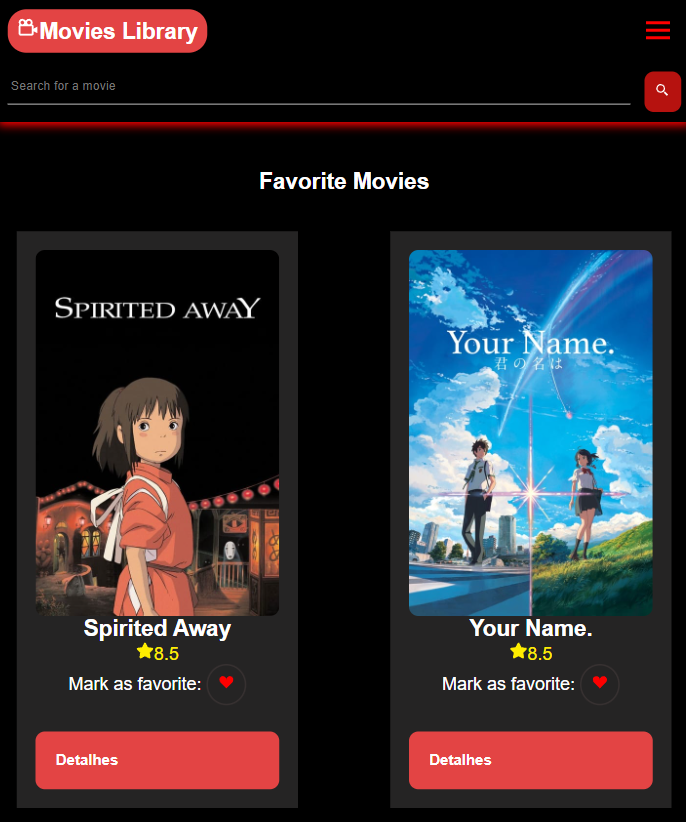 Movies Library
Search for a movie
Favorite Movies
SPIRITED AWAY
Spirited Away
8.5
Mark as favorite:
Detalhes
Your Name.
君の名は
Your Name.
8.5
Mark as favorite:
Detalhes